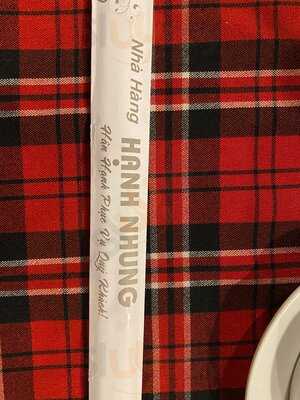 Nhà Hàng
HẠNH NHUNG
Hân Hạnh Phục Vụ Quý Khách!